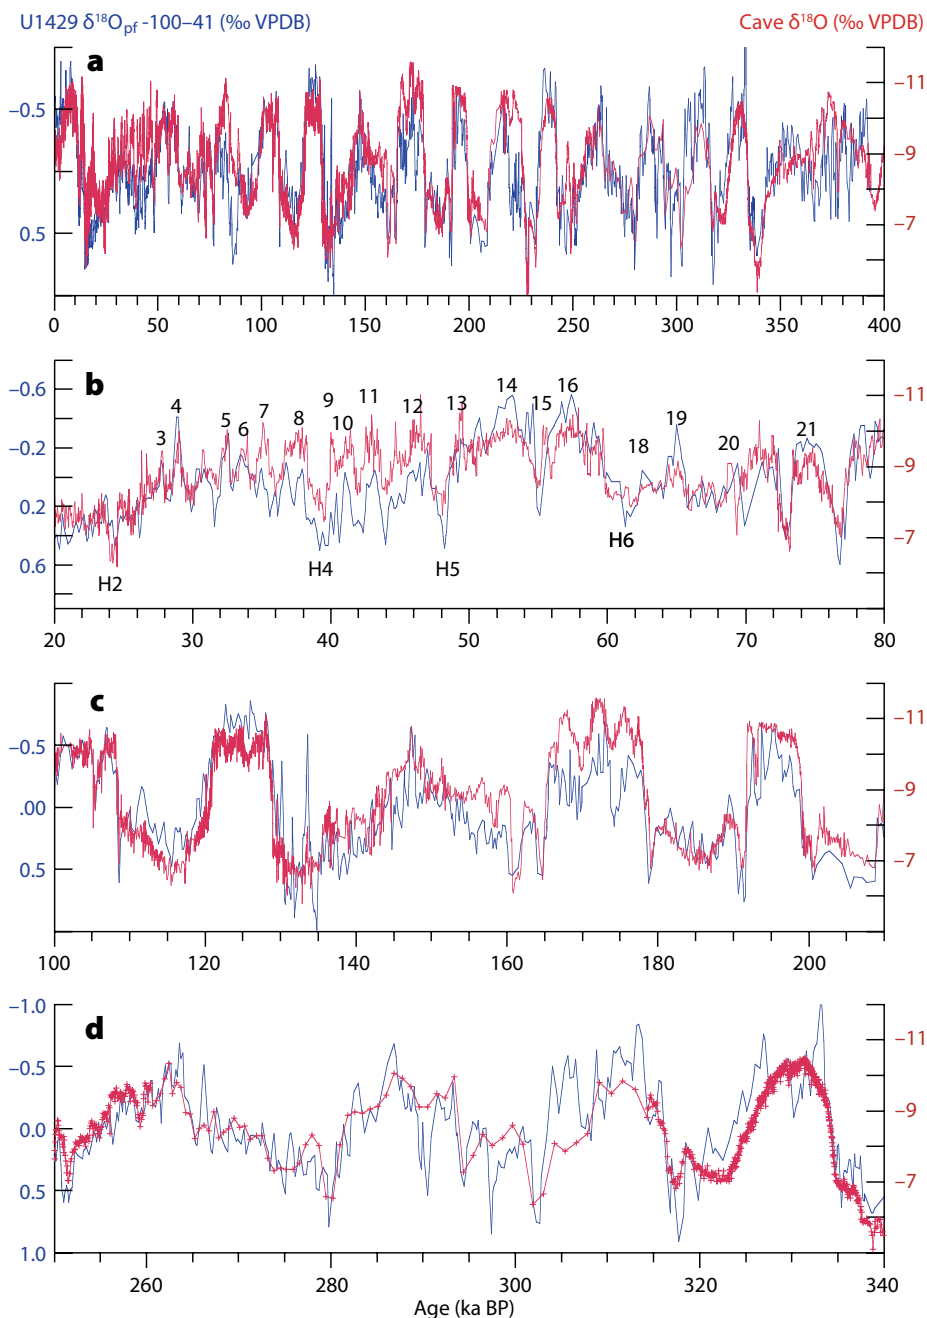 U1429 δ¹⁸Opf -100–41 (‰ VPDB) Cave δ¹⁸O (‰ VPDB)
a
–0.5
0.5
–11
–9
–7
0 50 100 150 200 250 300 350 400
b
–0.6
–0.2
0.2
0.6
–11
–9
–7
3 4 5 6 7 8 9 10 11 12 13 14 15 16 18 19 20 21
H2 H4 H5 H6
20 30 40 50 60 70 80
c
–0.5
.00
0.5
–11
–9
–7
100 120 140 160 180 200
d
–1.0
–0.5
0.0
0.5
1.0
–11
–9
–7
260 280 300 320 340
Age (ka BP)